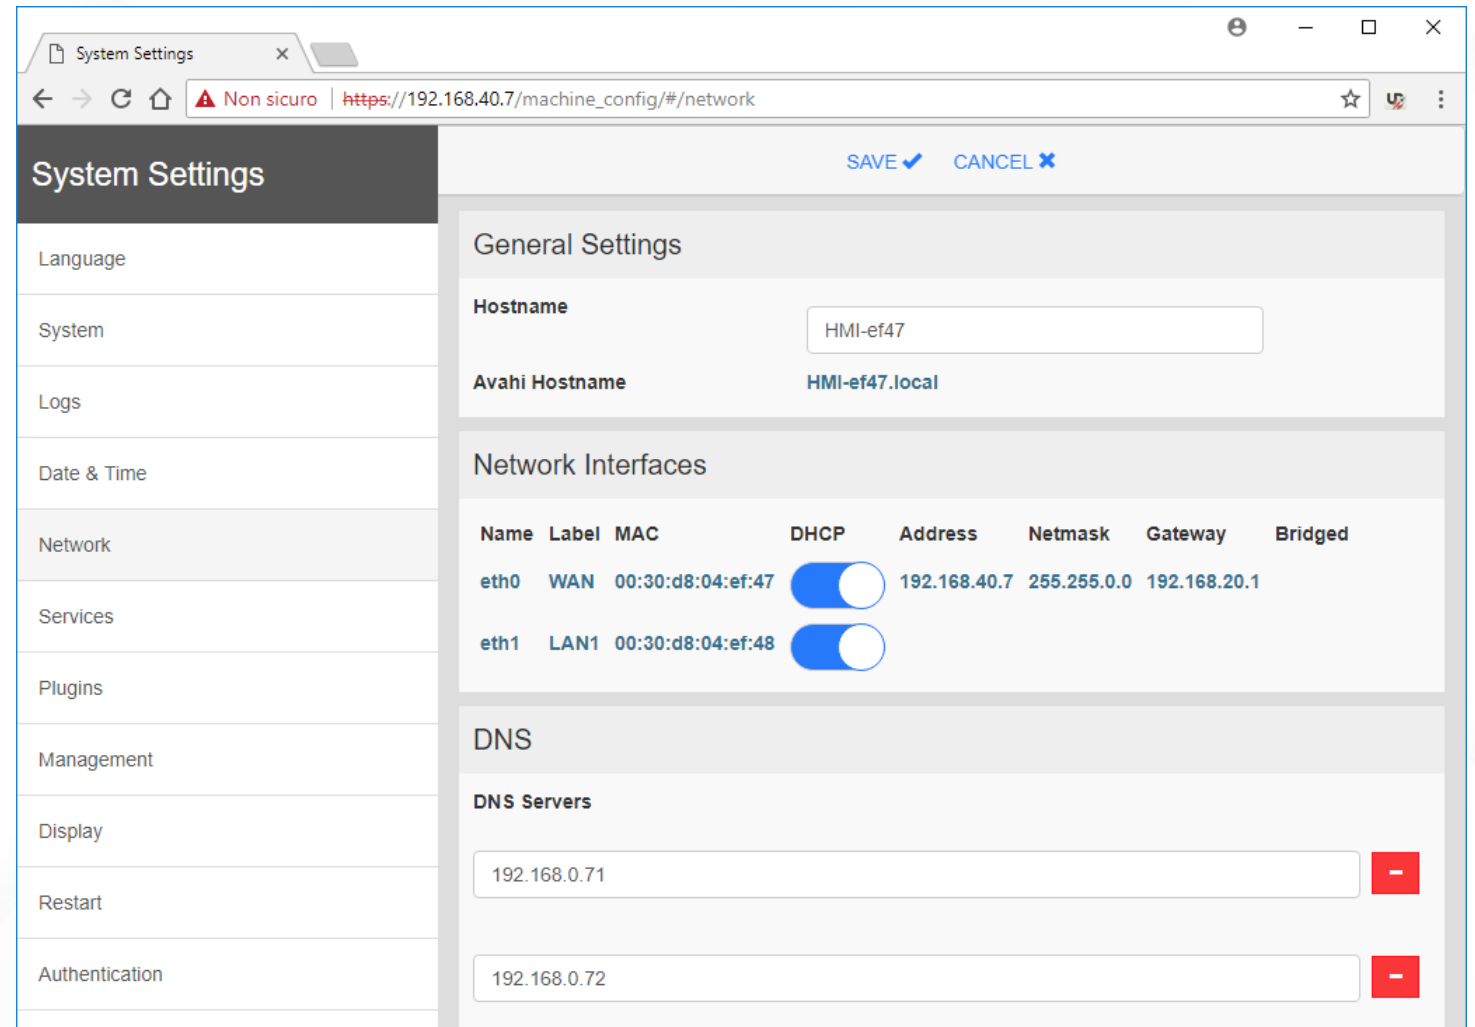 System Settings
Non sicuro https://192.168.40.7/machine_config/#/network
System Settings
Language
System
Logs
Date & Time
Network
Services
Plugins
Management
Display
Restart
Authentication
SAVE CANCEL
General Settings
Hostname HMI-ef47
Avahi Hostname HMI-ef47.local
Network Interfaces
Name Label MAC DHCP Address Netmask Gateway Bridged
eth0 WAN 00:30:d8:04:ef:47 192.168.40.7 255.255.0.0 192.168.20.1
eth1 LAN1 00:30:d8:04:ef:48
DNS
DNS Servers
192.168.0.71
192.168.0.72